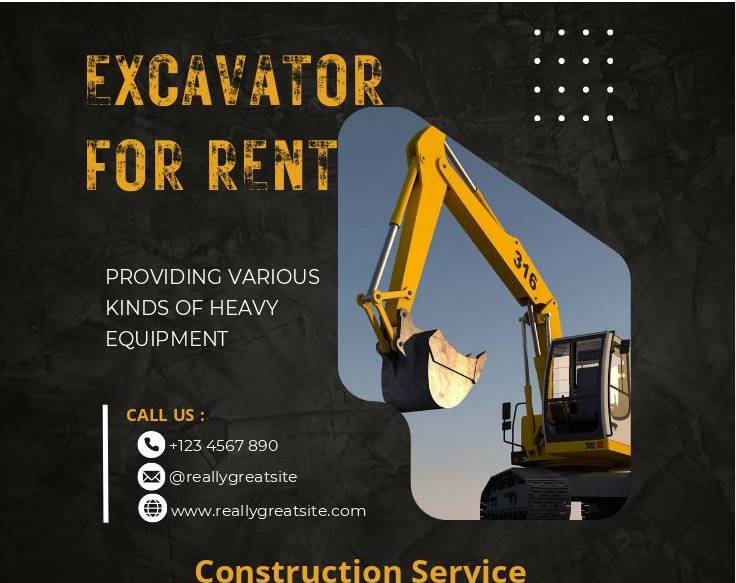 EXCAVATOR
FOR RENT
316
PROVIDING VARIOUS
KINDS OF HEAVY
EQUIPMENT
CALL US :
+123 4567 890
@reallygreatsite
www.reallygreatsite.com
Construction Service